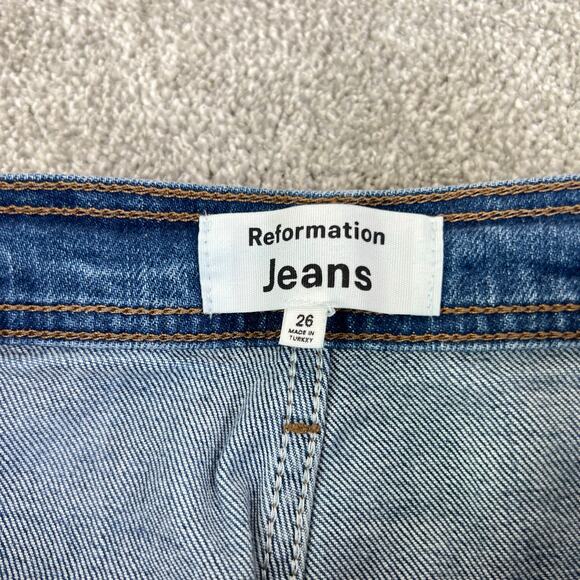 Reformation
Jeans
26
MADE IN
TURKEY